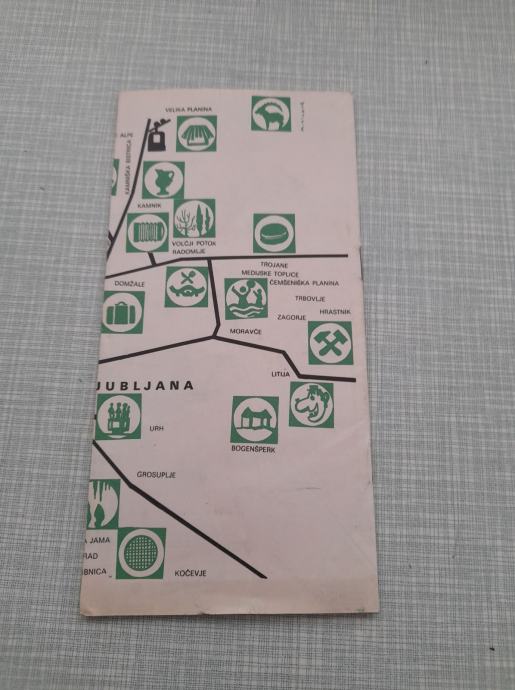 VELIKA PLANINA
ALPE
KAMNIŠKA BISTRICA
KAMNIK
VOLČJI POTOK
RADOMLJE
TROJANE
MEDIJSKE TOPLICE
ČEMŠENIŠKA PLANINA
DOMŽALE
TRBOVLJE
ZAGORJE
HRASTNIK
MORAVČE
LITIJA
JUBLJANA
URH
BOGENŠPERK
GROSUPLJE
A JAMA
RAD
BNICA
KOČEVJE